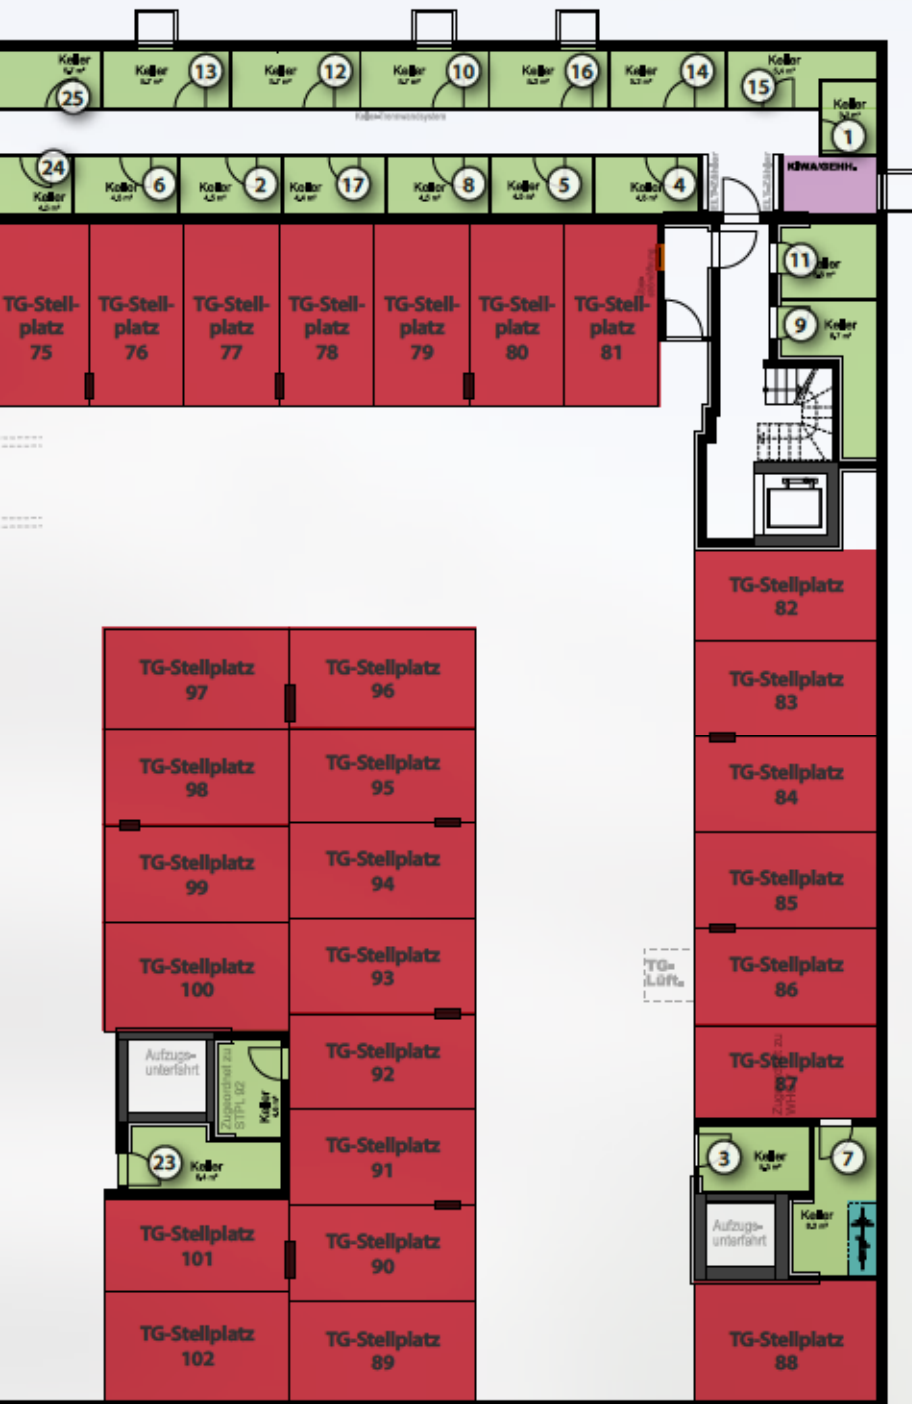 Keller
Keller
Keller
Keller
Keller
Keller
Keller
25
13
12
10
16
14
15
Keller
1
Keller-Trennwandsystem
24
Keller
Keller
6
Keller
2
Keller
17
Keller
8
Keller
5
Keller
4
KIWA/GEHH.
11
Keller
9
Keller
TG-Stell-
platz
75
TG-Stell-
platz
76
TG-Stell-
platz
77
TG-Stell-
platz
78
TG-Stell-
platz
79
TG-Stell-
platz
80
TG-Stell-
platz
81
TG-Stellplatz
82
TG-Stellplatz
83
TG-Stellplatz
84
TG-Stellplatz
85
TG-Stellplatz
86
TG-Stellplatz
87
TG-
Lüft.
TG-Stellplatz
97
TG-Stellplatz
96
TG-Stellplatz
98
TG-Stellplatz
95
TG-Stellplatz
99
TG-Stellplatz
94
TG-Stellplatz
100
TG-Stellplatz
93
TG-Stellplatz
92
TG-Stellplatz
91
TG-Stellplatz
90
TG-Stellplatz
89
Aufzugs-
unterfahrt
Zugeordnet zu
STPL 92
Keller
23
Keller
TG-Stellplatz
101
TG-Stellplatz
102
3
Keller
7
Keller
Aufzugs-
unterfahrt
TG-Stellplatz
88